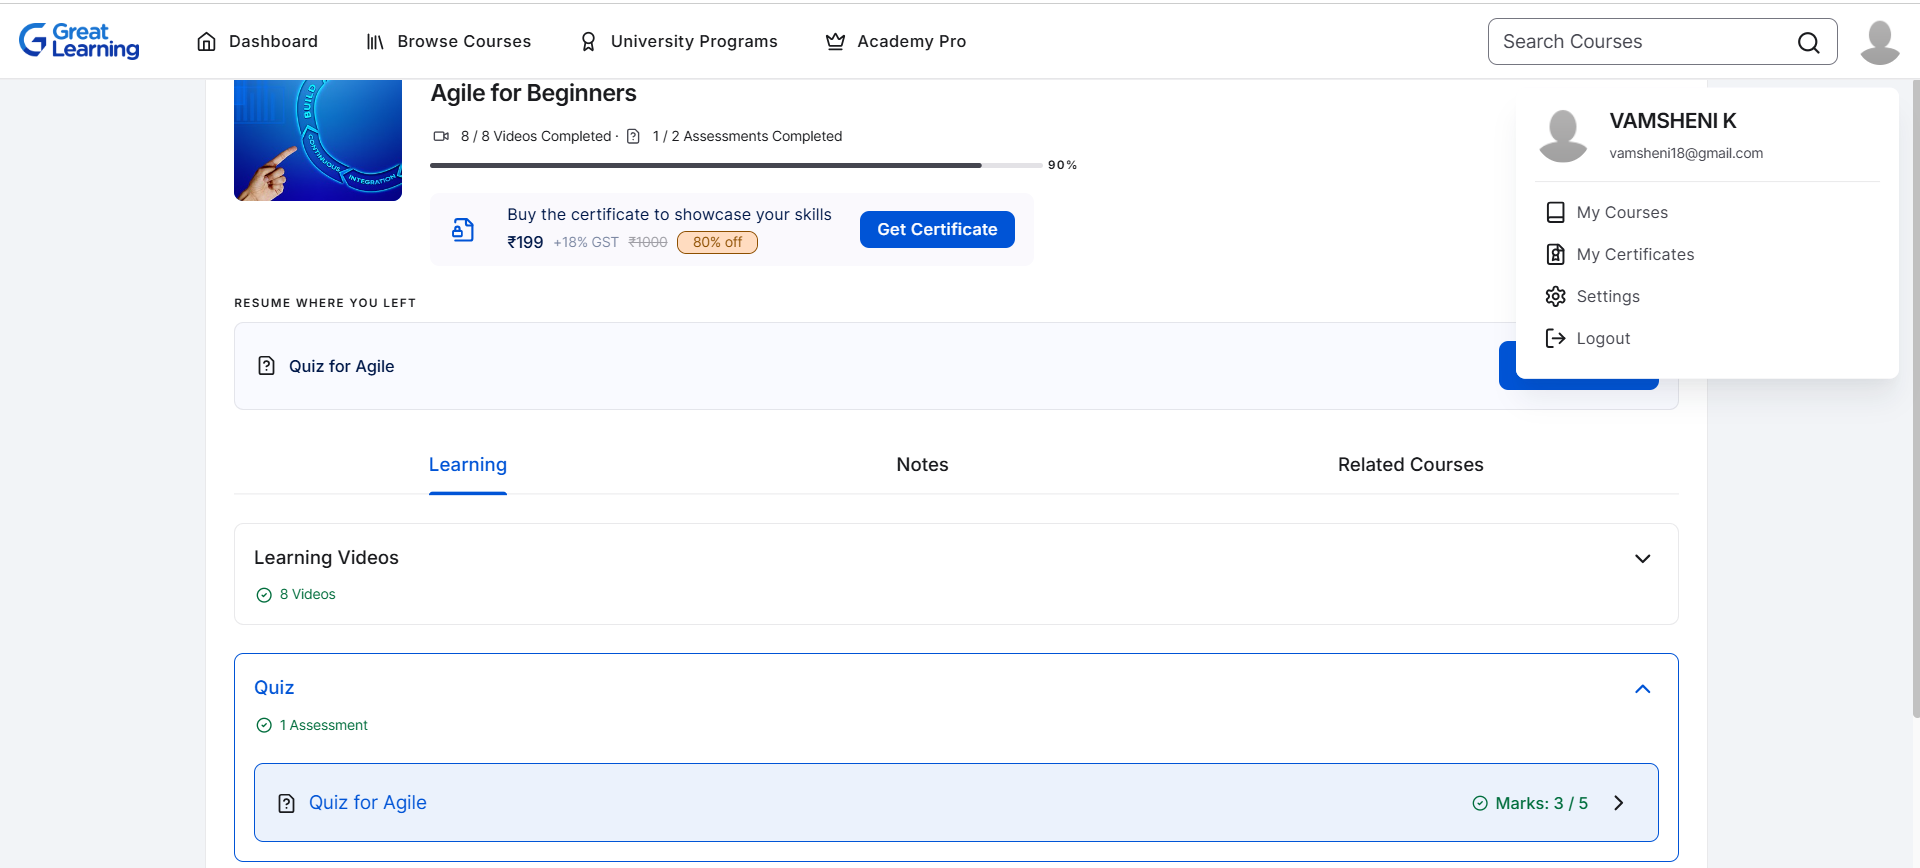 Great Learning
Dashboard
Browse Courses
University Programs
Academy Pro
Search Courses
BUILD
CONTINUOUS
INTEGRATION
Agile for Beginners
8 / 8 Videos Completed · 1 / 2 Assessments Completed
90%
Buy the certificate to showcase your skills
₹199 +18% GST ₹1000 80% off
Get Certificate
VAMSHENI K
vamsheni18@gmail.com
My Courses
My Certificates
Settings
Logout
RESUME WHERE YOU LEFT
Quiz for Agile
Learning
Notes
Related Courses
Learning Videos
8 Videos
Quiz
1 Assessment
Quiz for Agile
Marks: 3 / 5